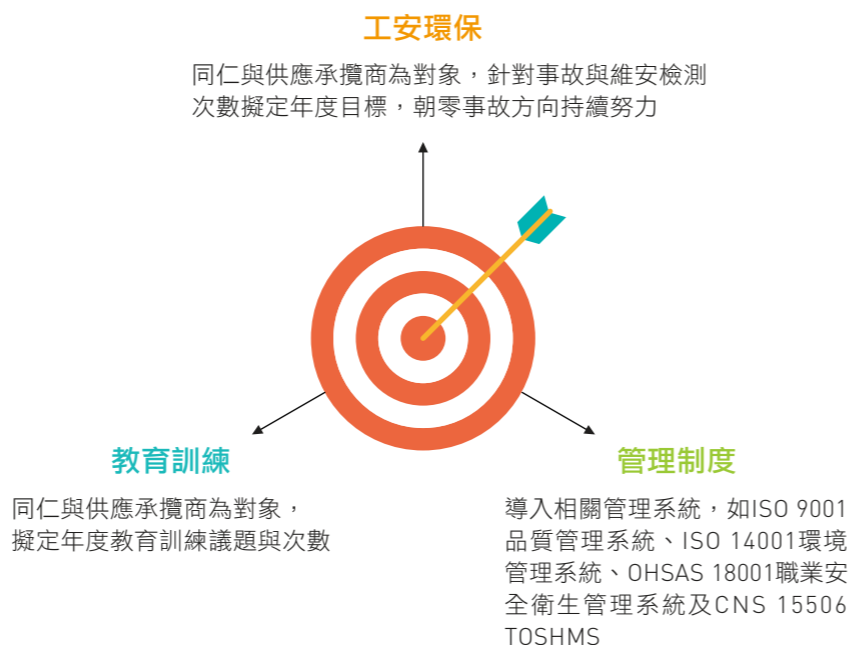 工安環保
同仁與供應承攬商為對象，針對事故與維安檢測
次數擬定年度目標，朝零事故方向持續努力
教育訓練
同仁與供應承攬商為對象，
擬定年度教育訓練議題與次數
管理制度
導入相關管理系統，如ISO 9001
品質管理系統、ISO 14001環境
管理系統、OHSAS 18001職業安
全衛生管理系統及CNS 15506
TOSHMS